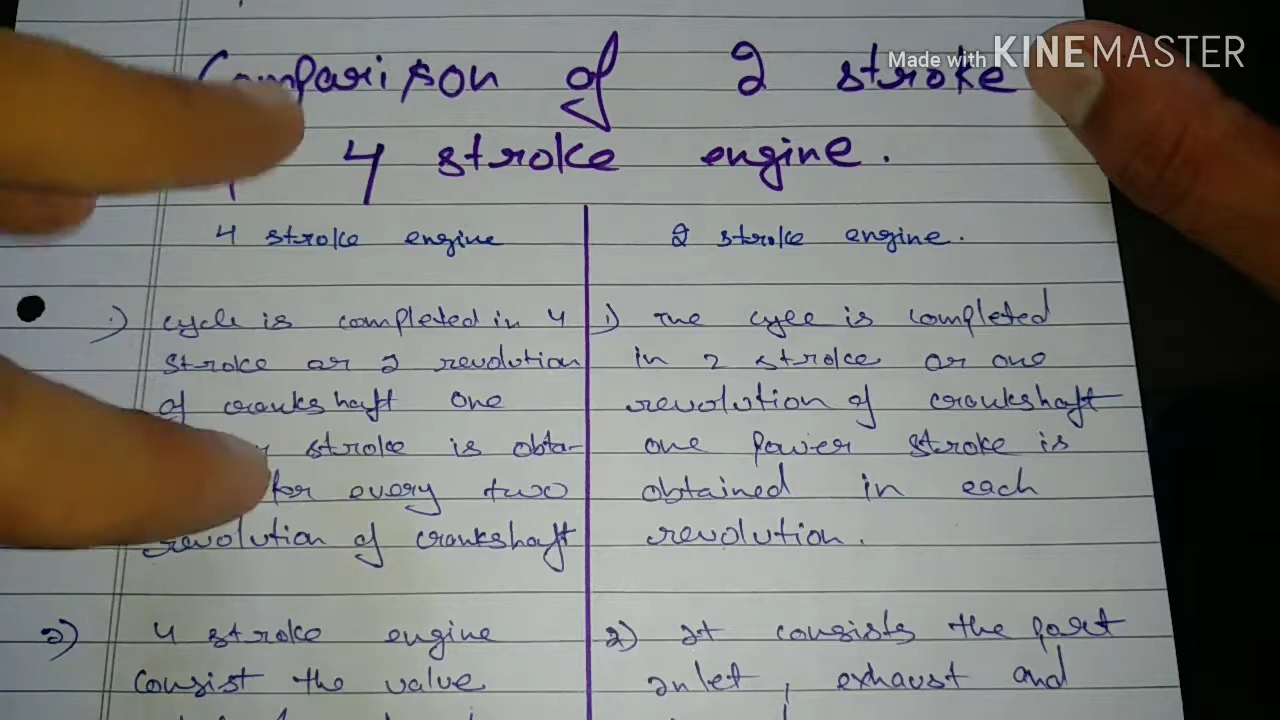 Made with KINEMASTER
Comparison of 2 stroke
4 stroke engine.
4 stroke engine
2 stroke engine.
1) cycle is completed in 4
stroke or 2 revolution
of crankshaft one
stroke is obta-
for every two
revolution of crankshaft
1) The cycle is completed
in 2 stroke or one
revolution of crankshaft
one power stroke is
obtained in each
revolution.
2) 4 stroke engine
consist the value
2) It consists the part
inlet, exhaust and